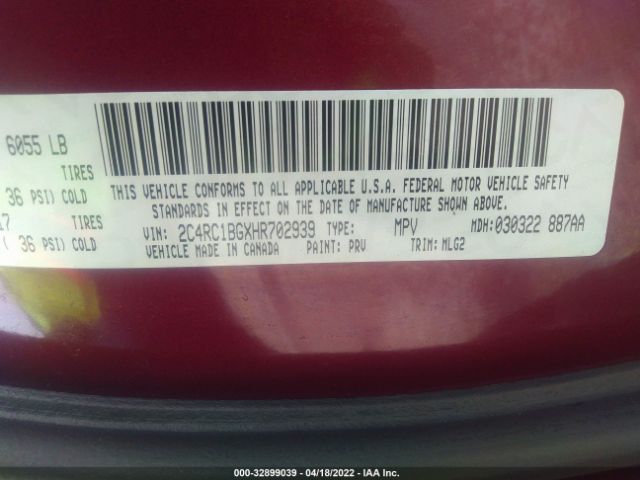 6055 LB
TIRES
36 PSI) COLD
TIRES
( 36 PSI) COLD
THIS VEHICLE CONFORMS TO ALL APPLICABLE U.S.A. FEDERAL MOTOR VEHICLE SAFETY
STANDARDS IN EFFECT ON THE DATE OF MANUFACTURE SHOWN ABOVE.
VIN: 2C4RC1BGXHR702939 TYPE: MPV MDH:030322 887AA
VEHICLE MADE IN CANADA PAINT: PRV TRIM: MLG2
000-32899039 - 04/18/2022 - IAA Inc.